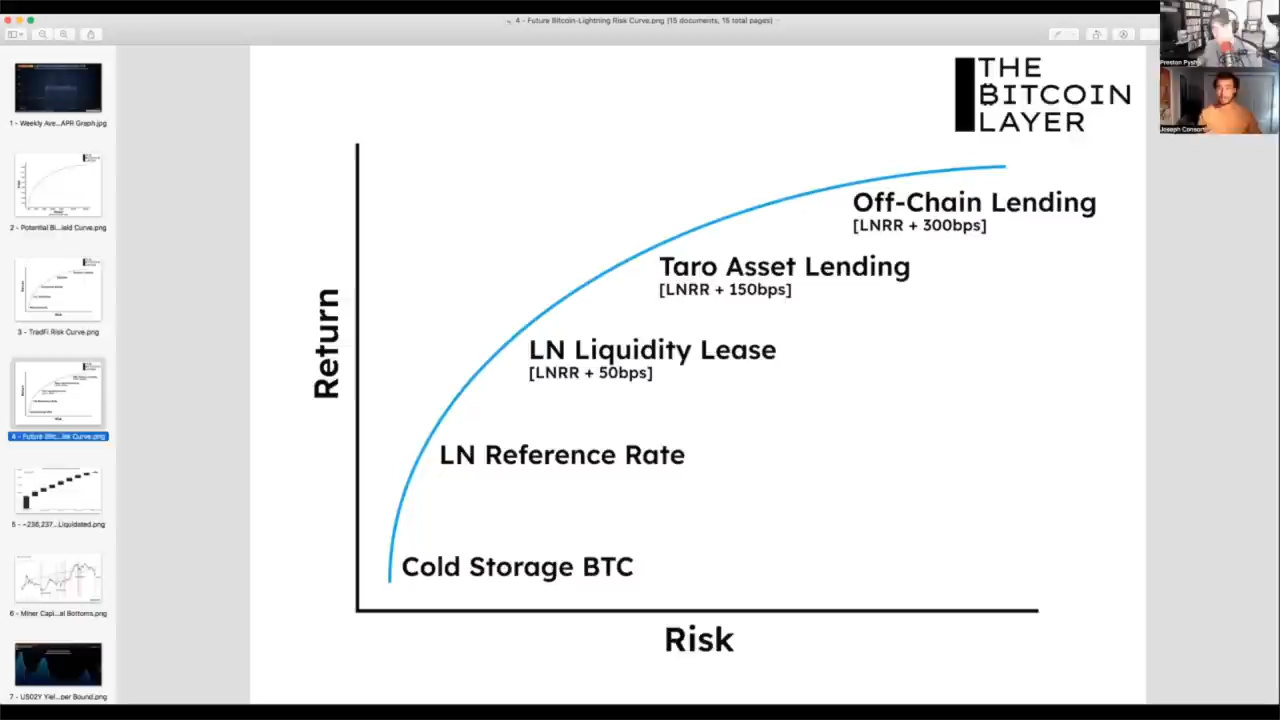 4 - Future Bitcoin-Lightning Risk Curve.png (15 documents, 15 total pages)
Preston Pysh
Joseph Consorti
1 - Weekly Ave...APR Graph.jpg
2 - Potential Bi...ield Curve.png
3 - TradFi Risk Curve.png
4 - Future Bitc...isk Curve.png
5 - ~236,237...Liquidated.png
6 - Miner Capi...al Bottoms.png
7 - US02Y Yiel...per Bound.png
THE
BITCOIN
LAYER
Return
Off-Chain Lending
[LNRR + 300bps]
Taro Asset Lending
[LNRR + 150bps]
LN Liquidity Lease
[LNRR + 50bps]
LN Reference Rate
Cold Storage BTC
Risk